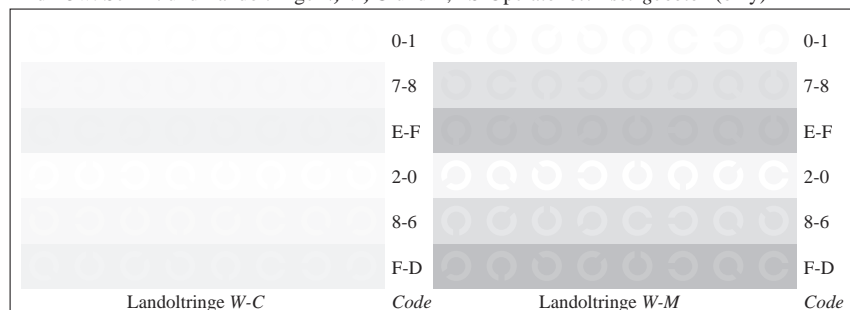 0-1 0-1
7-8 7-8
E-F E-F
2-0 2-0
8-6 8-6
F-D F-D
Landoltringe W-C Code Landoltringe W-M Code